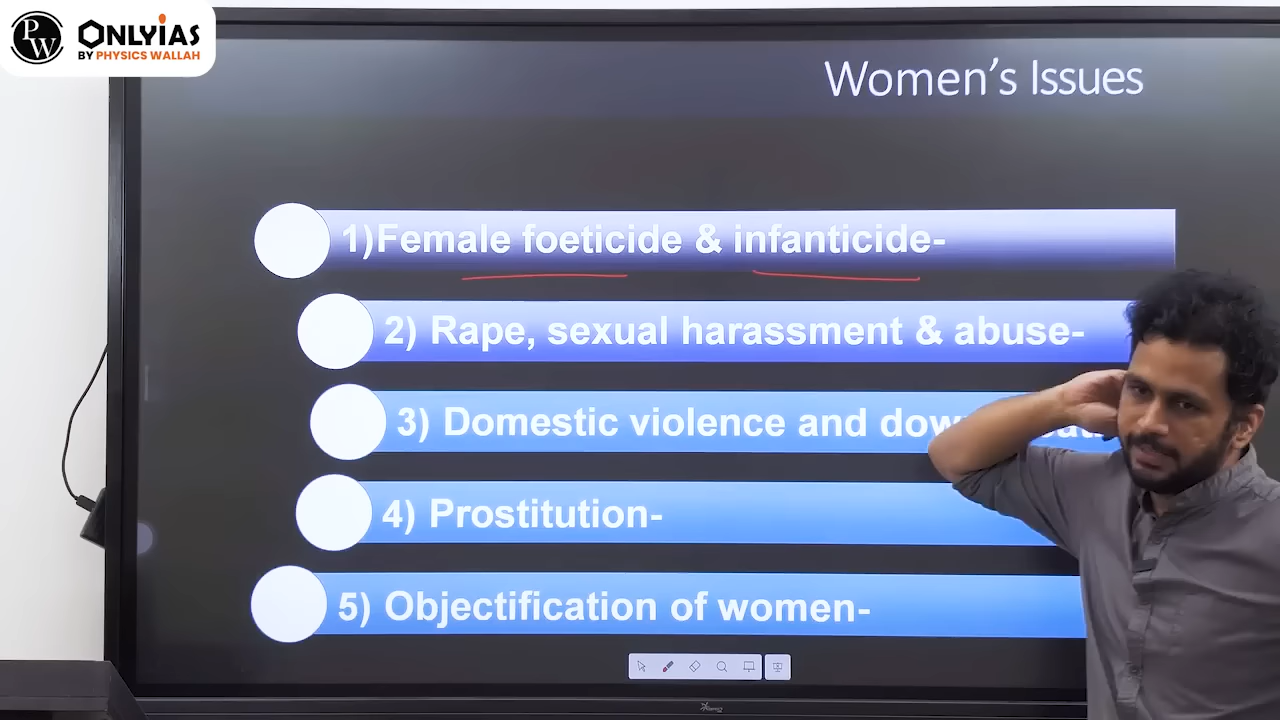 PW
ONLYIAS
BY PHYSICS WALLAH
Women's Issues
1)Female foeticide & infanticide-
2) Rape, sexual harassment & abuse-
3) Domestic violence and
4) Prostitution-
5) Objectification of women-